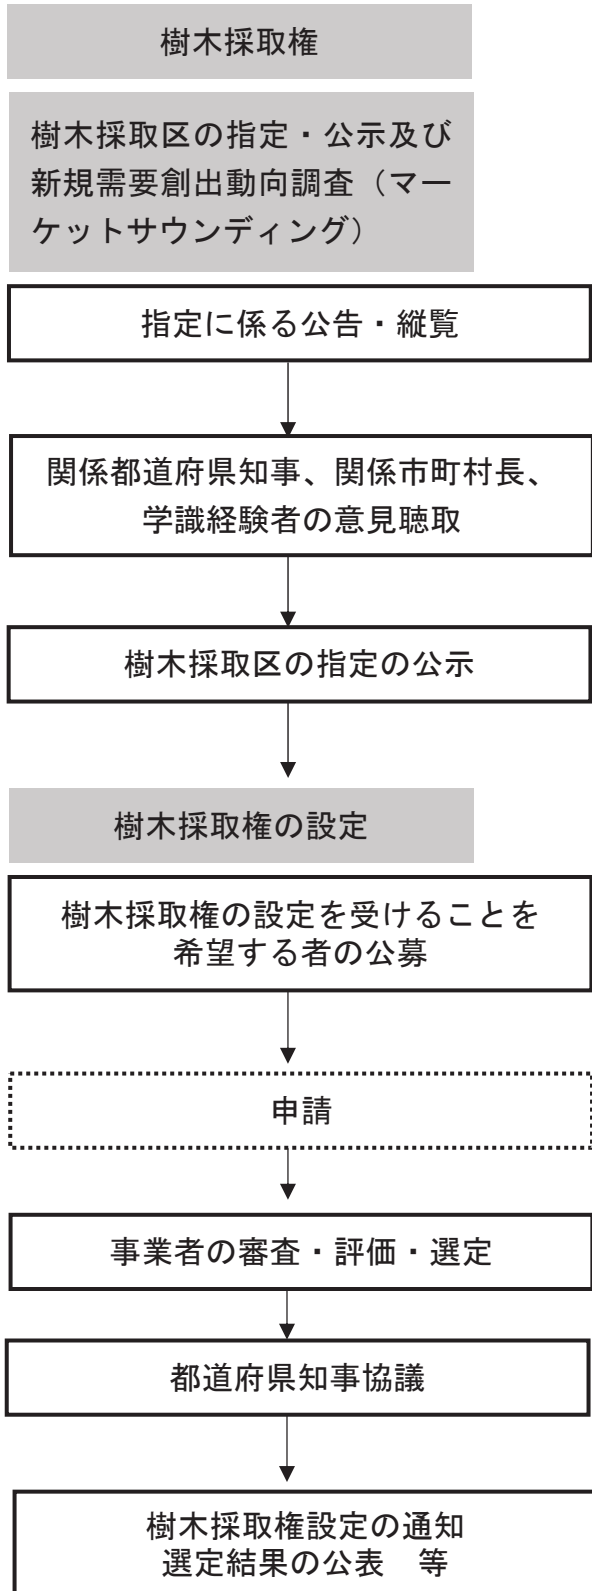 樹木採取権
樹木採取区の指定・公示及び
新規需要創出動向調査（マー
ケットサウンディング）
指定に係る公告・縦覧
関係都道府県知事、関係市町村長、
学識経験者の意見聴取
樹木採取区の指定の公示
樹木採取権の設定
樹木採取権の設定を受けることを
希望する者の公募
申請
事業者の審査・評価・選定
都道府県知事協議
樹木採取権設定の通知
選定結果の公表　等